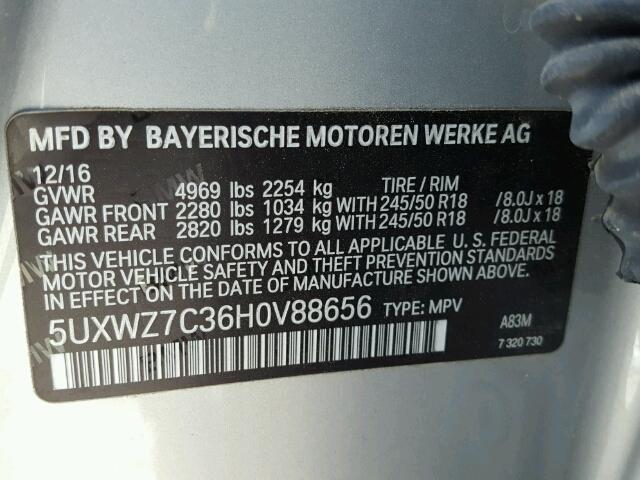 MFD BY BAYERISCHE MOTOREN WERKE AG
12/16
GVWR 4969 lbs 2254 kg TIRE / RIM
GAWR FRONT 2280 lbs 1034 kg WITH 245/50 R18 /8.0J x 18
GAWR REAR 2820 lbs 1279 kg WITH 245/50 R18 /8.0J x 18
THIS VEHICLE CONFORMS TO ALL APPLICABLE U. S. FEDERAL
MOTOR VEHICLE SAFETY AND THEFT PREVENTION STANDARDS
IN EFFECT ON THE DATE OF MANUFACTURE SHOWN ABOVE.
5UXWZ7C36H0V88656 TYPE: MPV A83M
7 320 730